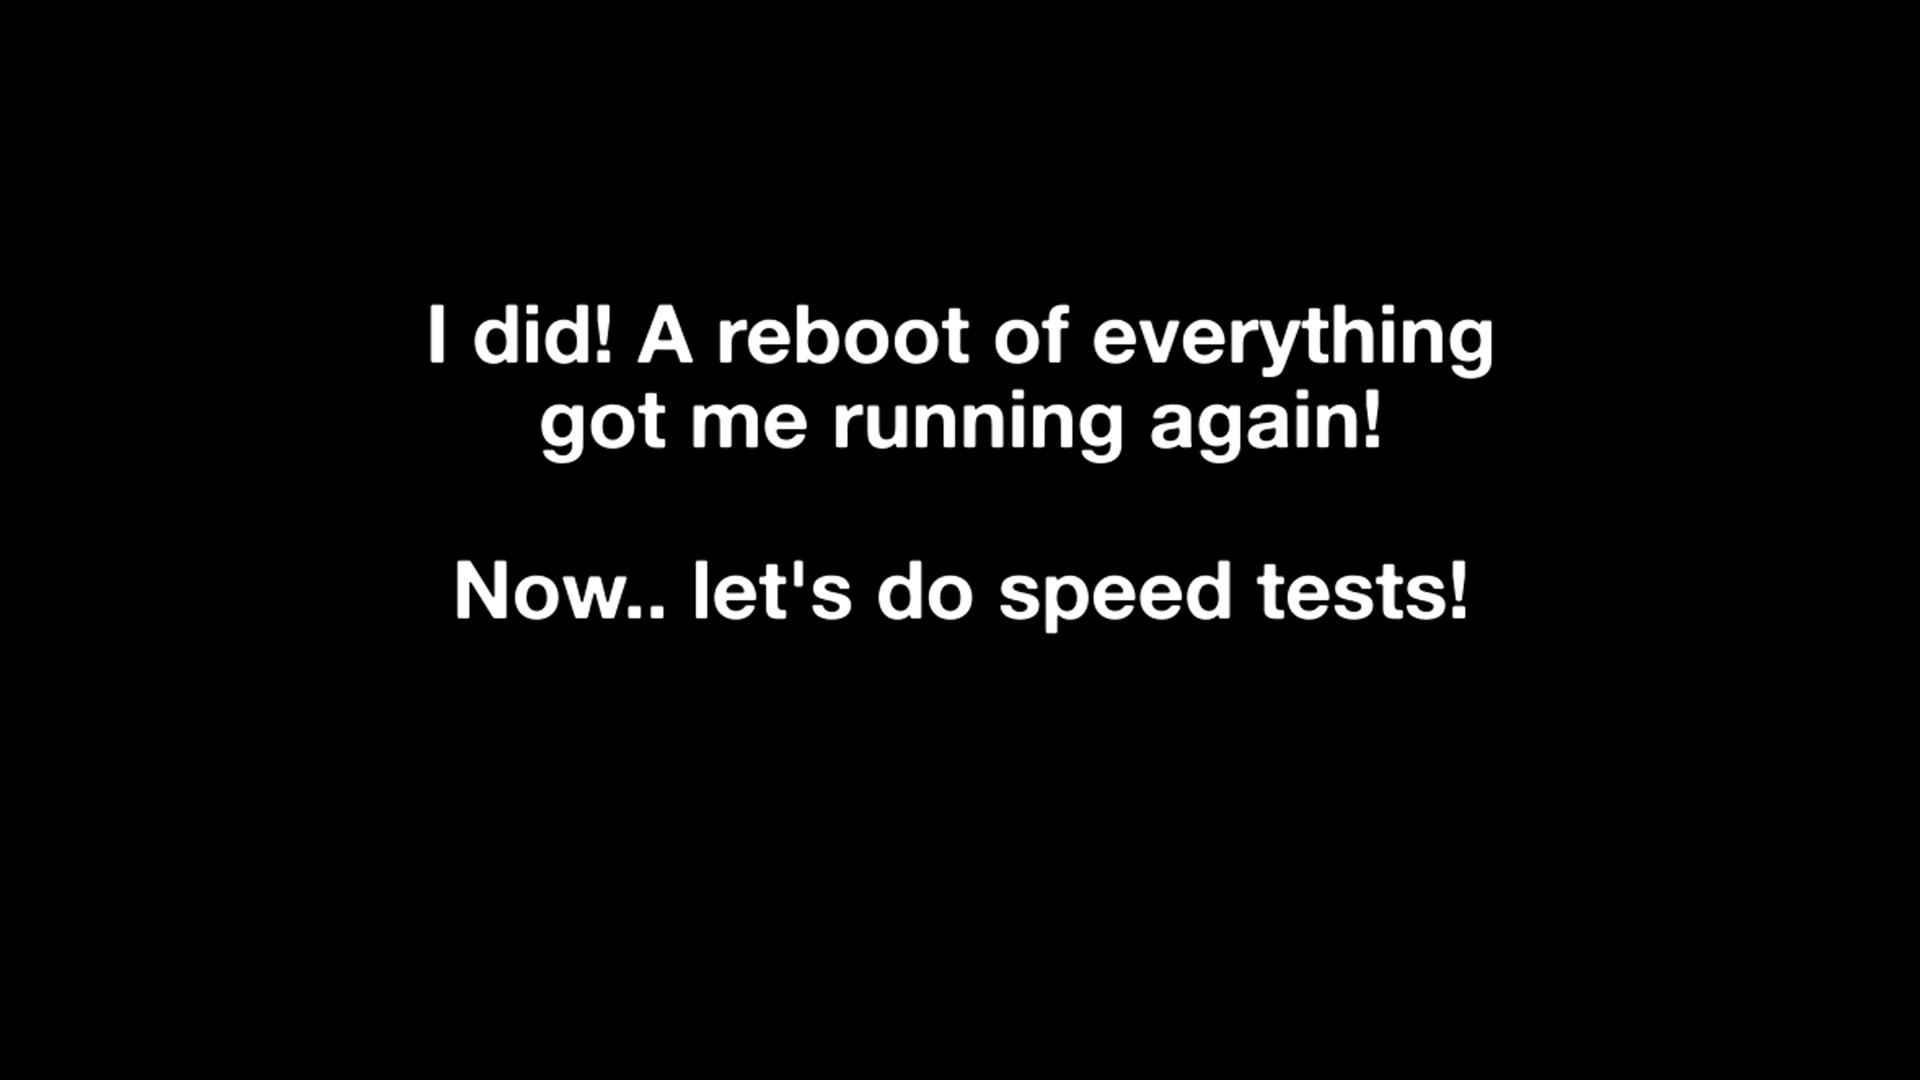 I did! A reboot of everything
got me running again!
Now.. let's do speed tests!